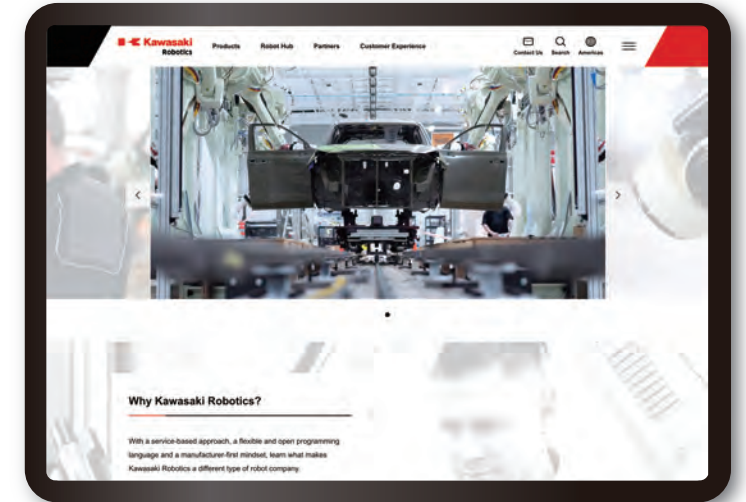 Kawasaki
Robotics
Products Robot Hub Partners Customer Experience
Contact Us Search Americas
Why Kawasaki Robotics?
With a service-based approach, a flexible and open programming
language and a manufacturer-first mindset, learn what makes
Kawasaki Robotics a different type of robot company.